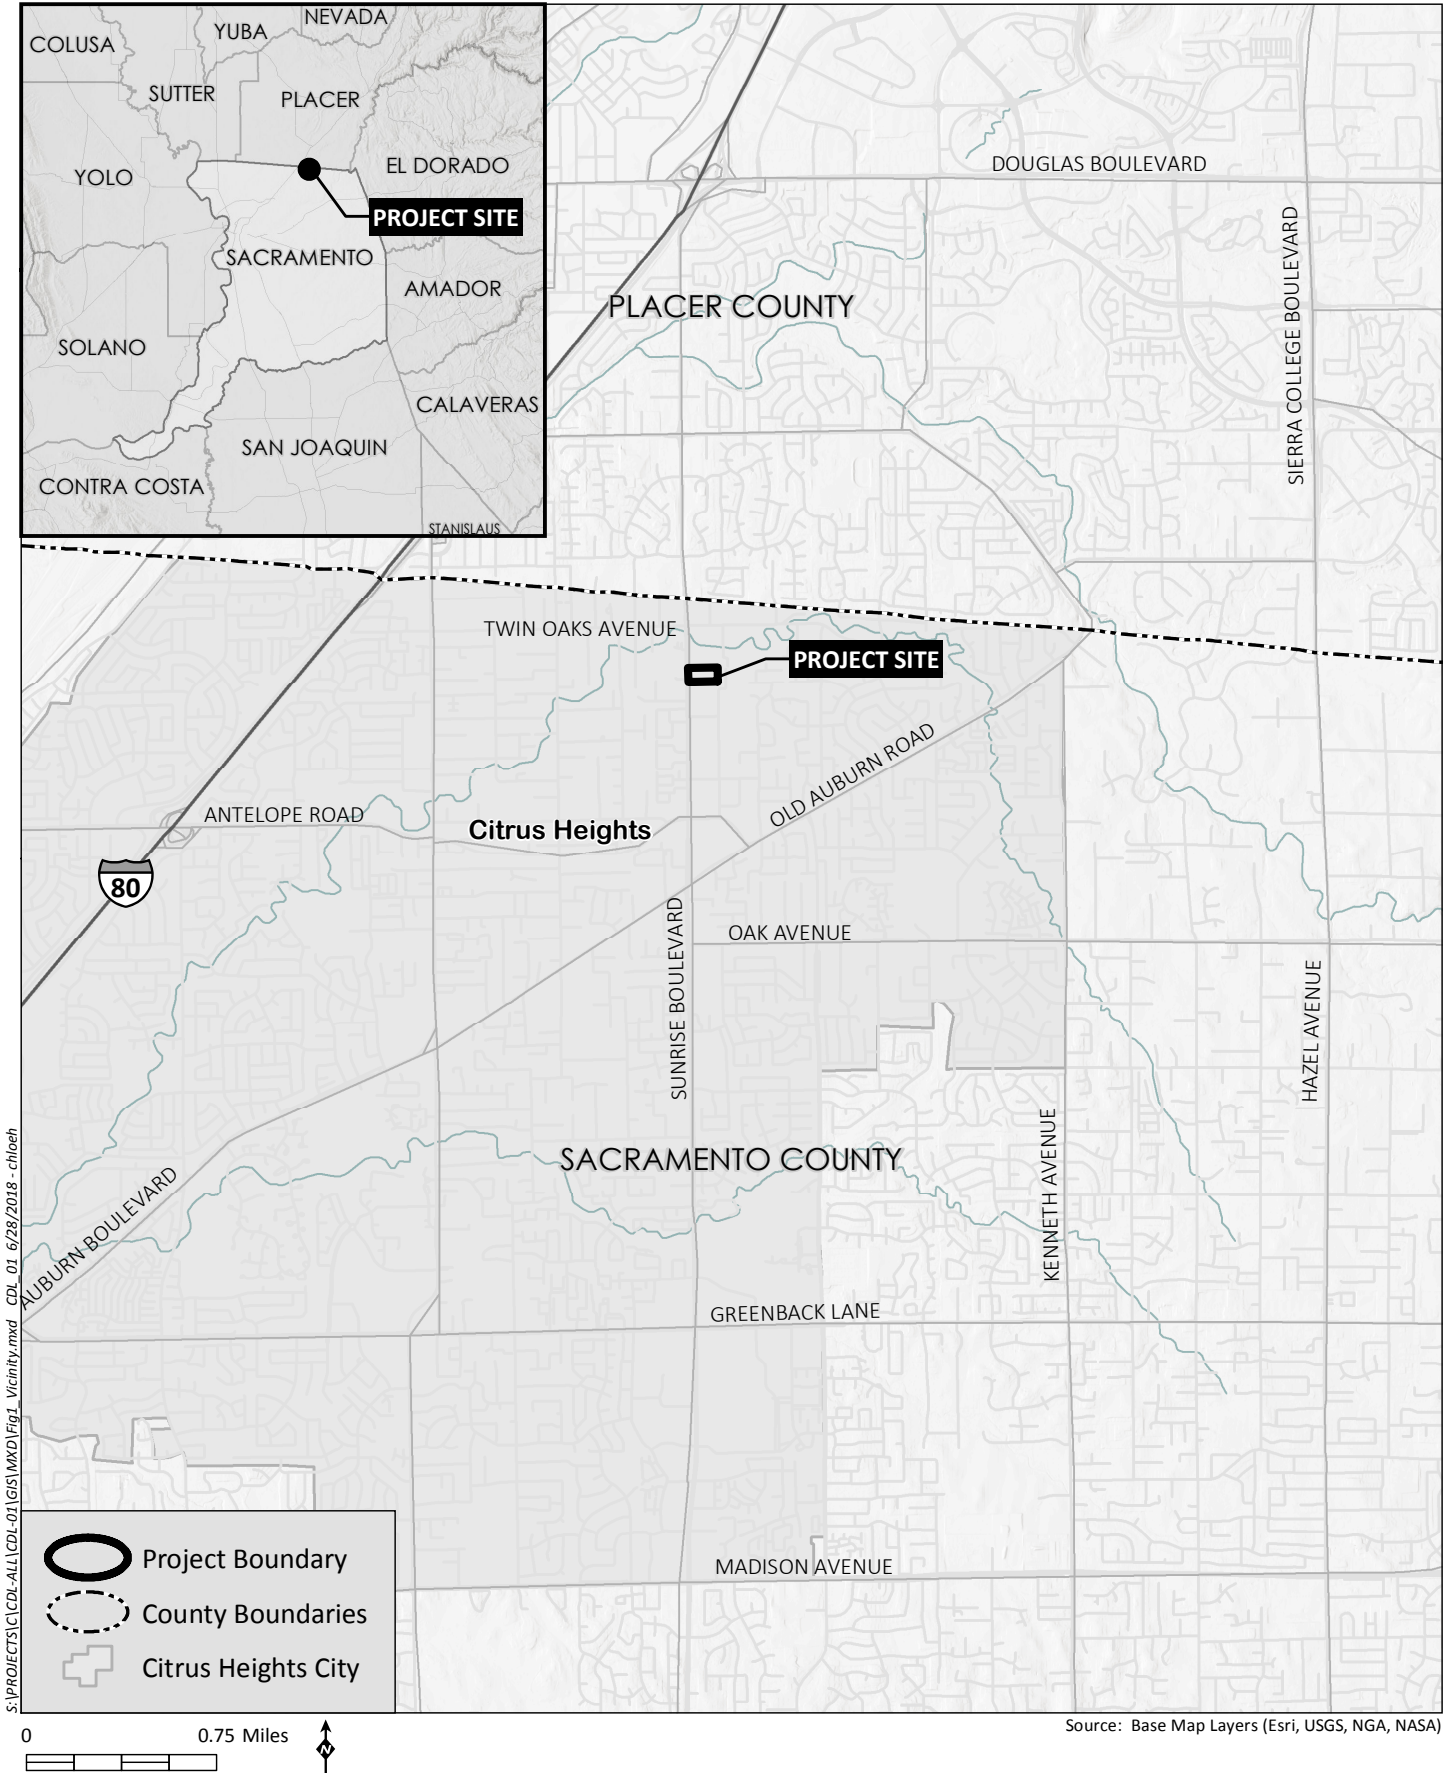 NEVADA
YUBA
COLUSA
SUTTER
PLACER
EL DORADO
YOLO
PROJECT SITE
SACRAMENTO
AMADOR
SOLANO
CALAVERAS
SAN JOAQUIN
CONTRA COSTA
STANISLAUS
DOUGLAS BOULEVARD
SIERRA COLLEGE BOULEVARD
PLACER COUNTY
TWIN OAKS AVENUE
PROJECT SITE
OLD AUBURN ROAD
ANTELOPE ROAD
Citrus Heights
80
SUNRISE BOULEVARD
OAK AVENUE
HAZEL AVENUE
KENNETH AVENUE
SACRAMENTO COUNTY
AUBURN BOULEVARD
GREENBACK LANE
MADISON AVENUE
Project Boundary
County Boundaries
Citrus Heights City
S:\PROJECTS\C\CDL-ALL\CDL-01\GIS\MXD\Fig1_Vicinity.mxd CDL_01 6/28/2018 - chloeh
0 0.75 Miles
N
Source: Base Map Layers (Esri, USGS, NGA, NASA)